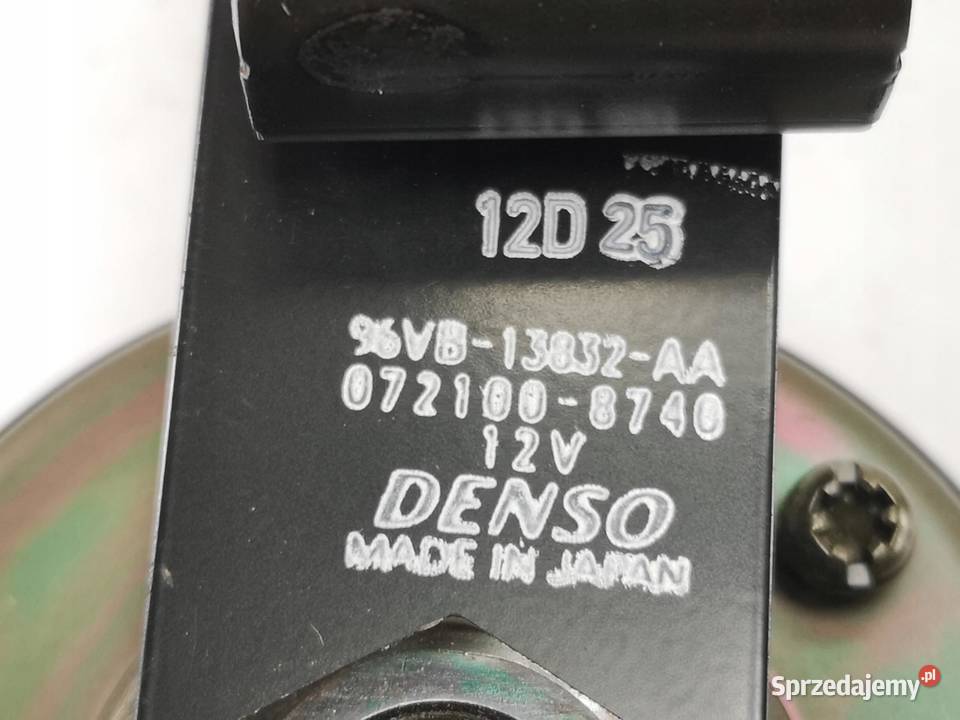 12D 25
96VB-13832-AA
072100-8740
12V
DENSO
MADE IN JAPAN
Sprzedajemy.pl